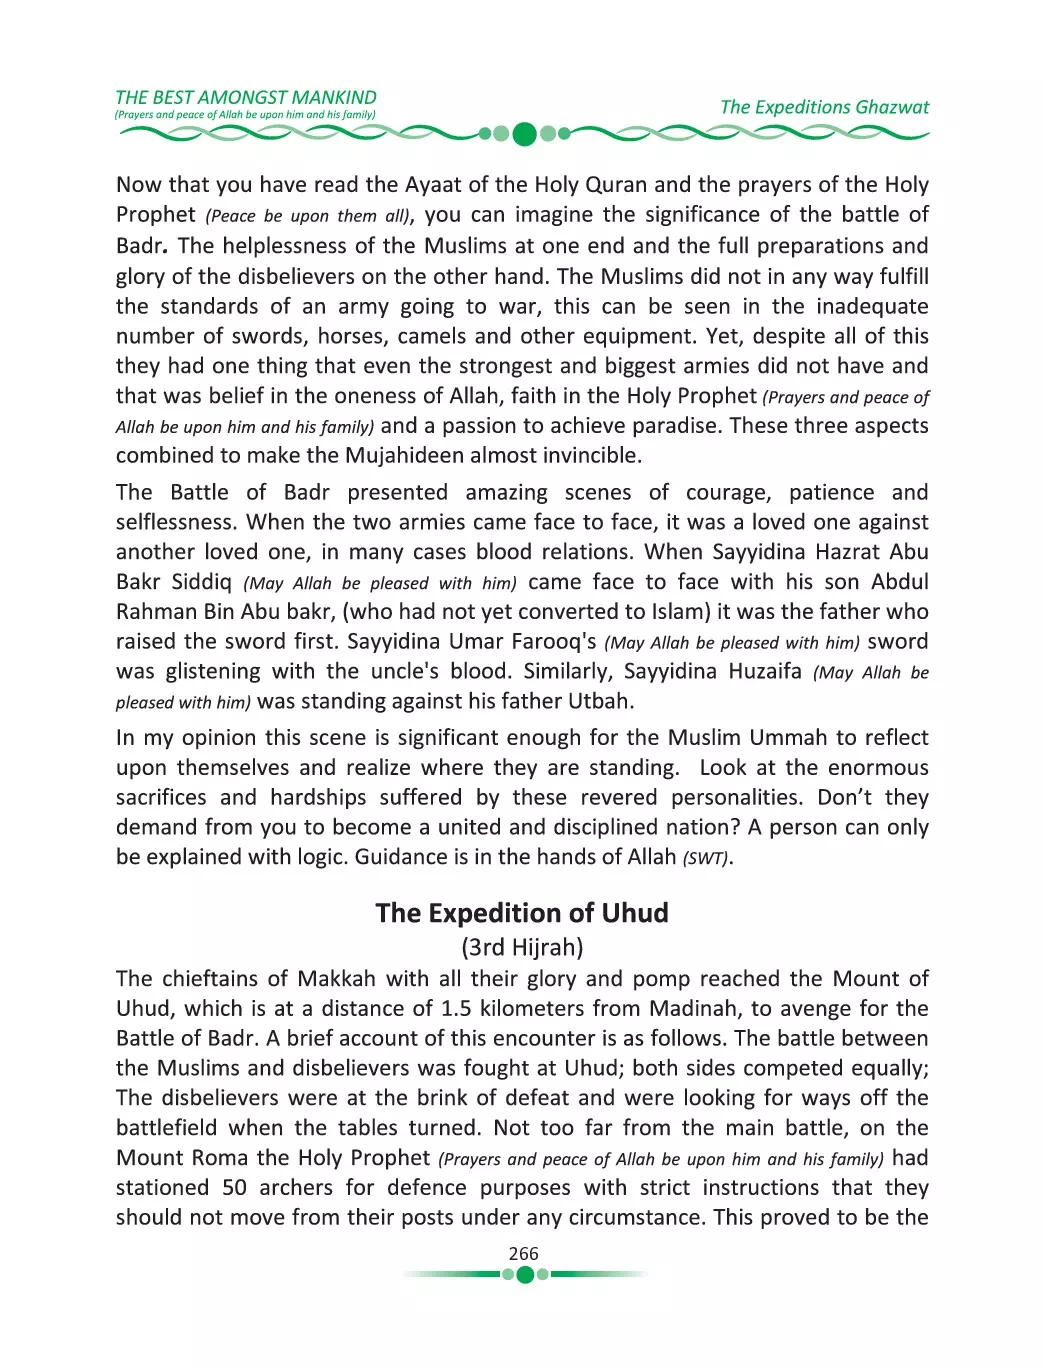 THE BEST AMONGST MANKIND
(Prayers and peace of Allah be upon him and his family)
The Expeditions Ghazwat
Now that you have read the Ayaat of the Holy Quran and the prayers of the Holy
Prophet (Peace be upon them all), you can imagine the significance of the battle of
Badr. The helplessness of the Muslims at one end and the full preparations and
glory of the disbelievers on the other hand. The Muslims did not in any way fulfill
the standards of an army going to war, this can be seen in the inadequate
number of swords, horses, camels and other equipment. Yet, despite all of this
they had one thing that even the strongest and biggest armies did not have and
that was belief in the oneness of Allah, faith in the Holy Prophet (Prayers and peace of
Allah be upon him and his family) and a passion to achieve paradise. These three aspects
combined to make the Mujahideen almost invincible.
The Battle of Badr presented amazing scenes of courage, patience and
selflessness. When the two armies came face to face, it was a loved one against
another loved one, in many cases blood relations. When Sayyidina Hazrat Abu
Bakr Siddiq (May Allah be pleased with him) came face to face with his son Abdul
Rahman Bin Abu bakr, (who had not yet converted to Islam) it was the father who
raised the sword first. Sayyidina Umar Farooq's (May Allah be pleased with him) sword
was glistening with the uncle's blood. Similarly, Sayyidina Huzaifa (May Allah be
pleased with him) was standing against his father Utbah.
In my opinion this scene is significant enough for the Muslim Ummah to reflect
upon themselves and realize where they are standing.  Look at the enormous
sacrifices and hardships suffered by these revered personalities. Don’t they
demand from you to become a united and disciplined nation? A person can only
be explained with logic. Guidance is in the hands of Allah (SWT).
The Expedition of Uhud
(3rd Hijrah)
The chieftains of Makkah with all their glory and pomp reached the Mount of
Uhud, which is at a distance of 1.5 kilometers from Madinah, to avenge for the
Battle of Badr. A brief account of this encounter is as follows. The battle between
the Muslims and disbelievers was fought at Uhud; both sides competed equally;
The disbelievers were at the brink of defeat and were looking for ways off the
battlefield when the tables turned. Not too far from the main battle, on the
Mount Roma the Holy Prophet (Prayers and peace of Allah be upon him and his family) had
stationed 50 archers for defence purposes with strict instructions that they
should not move from their posts under any circumstance. This proved to be the
266